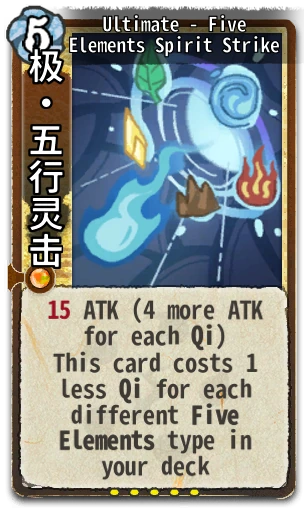 5
Ultimate - Five
Elements Spirit Strike
极·五行灵击
15 ATK (4 more ATK
for each Qi)
This card costs 1
less Qi for each
different Five
Elements type in
your deck